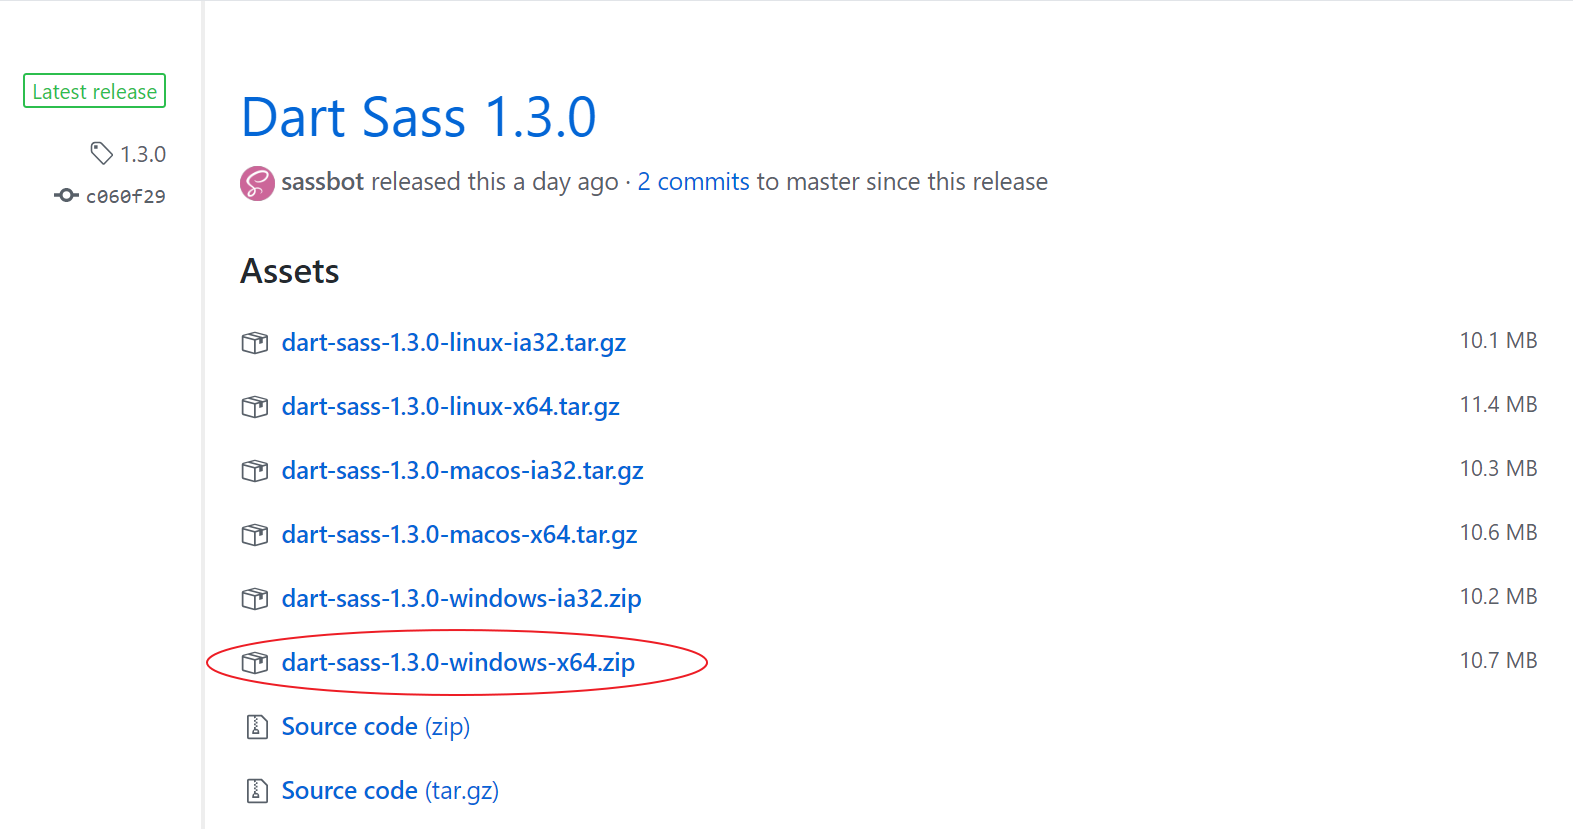 Latest release
1.3.0
c060f29
Dart Sass 1.3.0
sassbot released this a day ago · 2 commits to master since this release
Assets
dart-sass-1.3.0-linux-ia32.tar.gz 10.1 MB
dart-sass-1.3.0-linux-x64.tar.gz 11.4 MB
dart-sass-1.3.0-macos-ia32.tar.gz 10.3 MB
dart-sass-1.3.0-macos-x64.tar.gz 10.6 MB
dart-sass-1.3.0-windows-ia32.zip 10.2 MB
dart-sass-1.3.0-windows-x64.zip 10.7 MB
Source code (zip)
Source code (tar.gz)